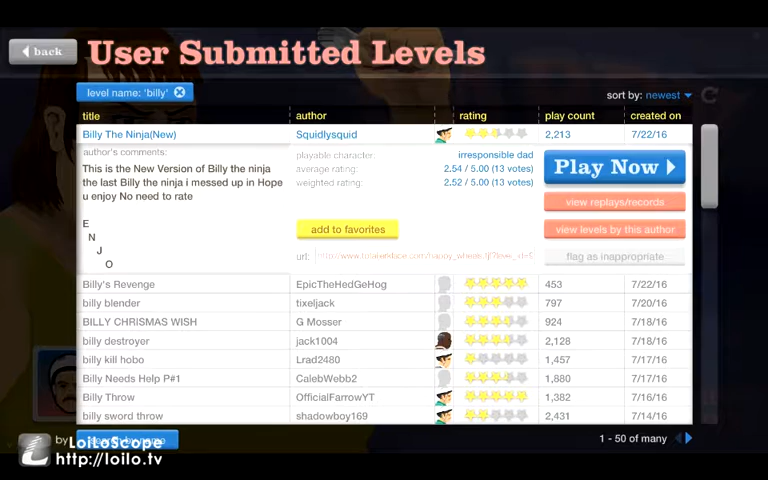 back
User Submitted Levels
level name: 'billy'
sort by: newest
title author rating play count created on
Billy The Ninja(New) Squidlysquid 2,213 7/22/16
author's comments:
This is the New Version of Billy the ninja
the last Billy the ninja i messed up in Hope
u enjoy No need to rate
E
N
J
O
playable character: irresponsible dad
average rating: 2.54 / 5.00 (13 votes)
weighted rating: 2.52 / 5.00 (13 votes)
add to favorites
url:
Play Now
view replays/records
view levels by this author
flag as inappropriate
Billy's Revenge EpicTheHedGeHog 453 7/22/16
billy blender tixeljack 797 7/20/16
BILLY CHRISMAS WISH G Mosser 924 7/18/16
billy destroyer jack1004 2,128 7/18/16
billy kill hobo Lrad2480 1,457 7/17/16
Billy Needs Help P#1 CalebWebb2 1,880 7/17/16
Billy Throw OfficialFarrowYT 1,382 7/16/16
billy sword throw shadowboy169 2,431 7/14/16
by
1 - 50 of many
LoiloScope
http://loilo.tv